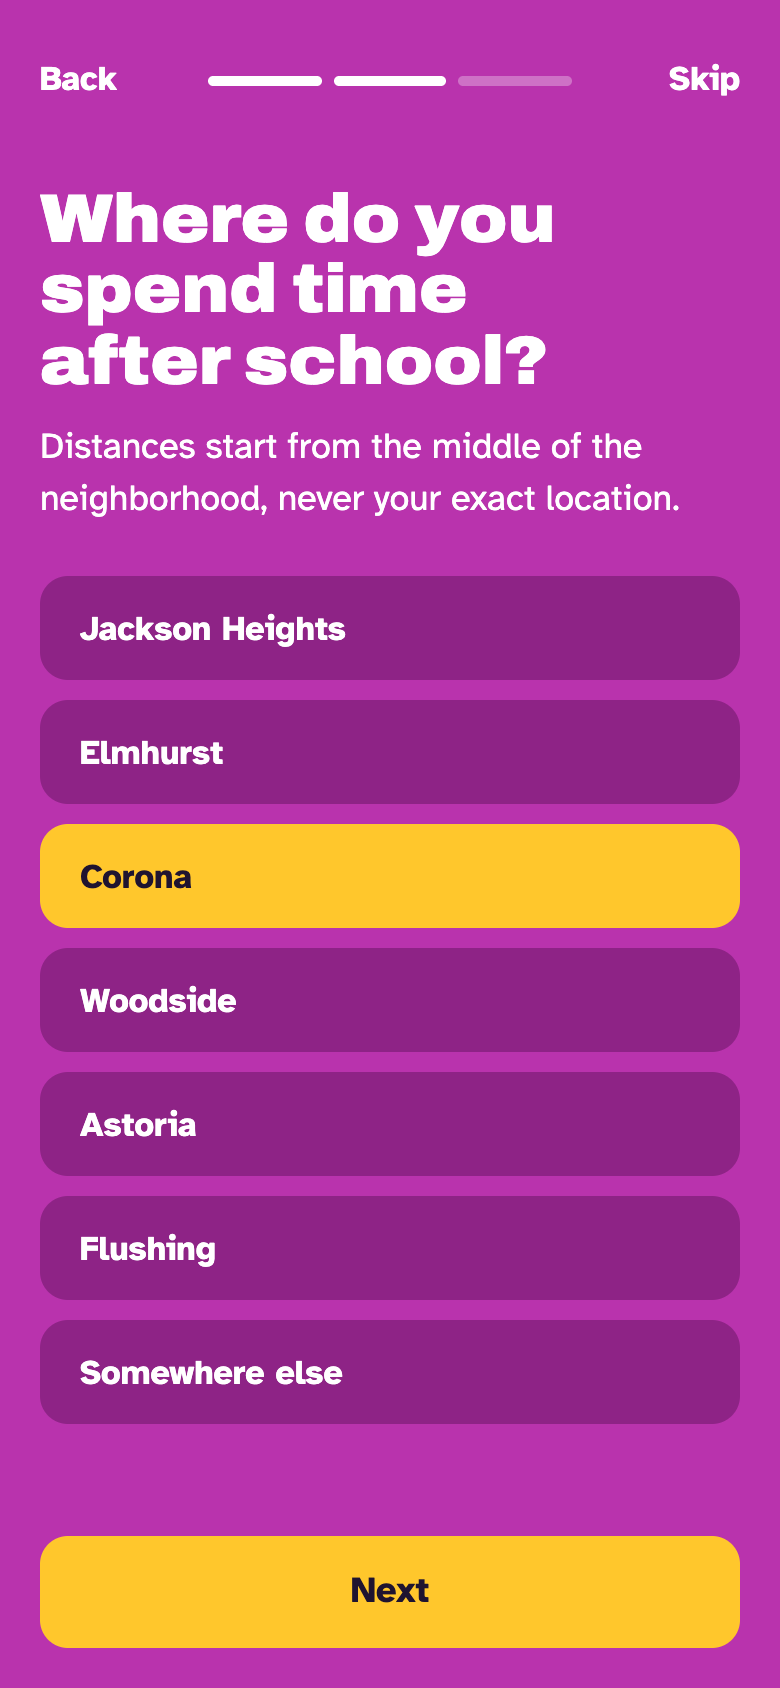 Back
Skip
Where do you
spend time
after school?
Distances start from the middle of the
neighborhood, never your exact location.
Jackson Heights
Elmhurst
Corona
Woodside
Astoria
Flushing
Somewhere else
Next